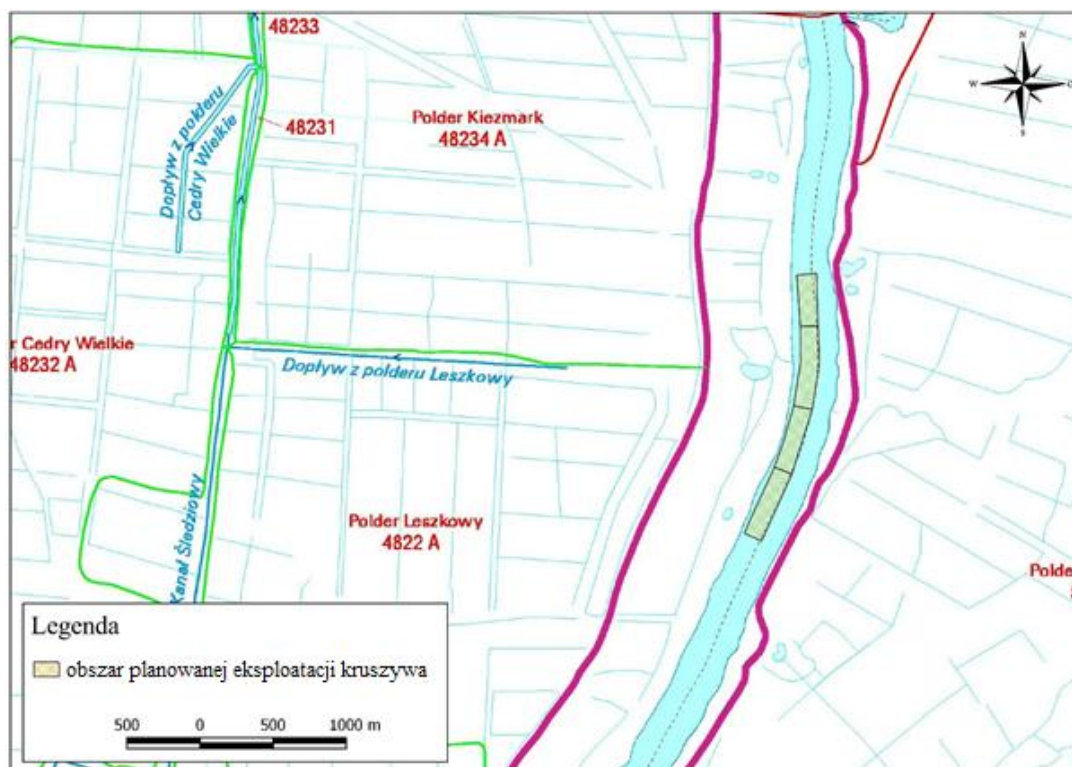 48233
N
W
O
S
48231
Polder Kiezmark
48234 A
Dopływ z polderu
Cedry Wielkie
r Cedry Wielkie
48232 A
Dopływ z polderu Leszkowy
Polder Leszkowy
4822 A
Kanał Śledziowy
Polde
Legenda
obszar planowanej eksploatacji kruszywa
500 0 500 1000 m